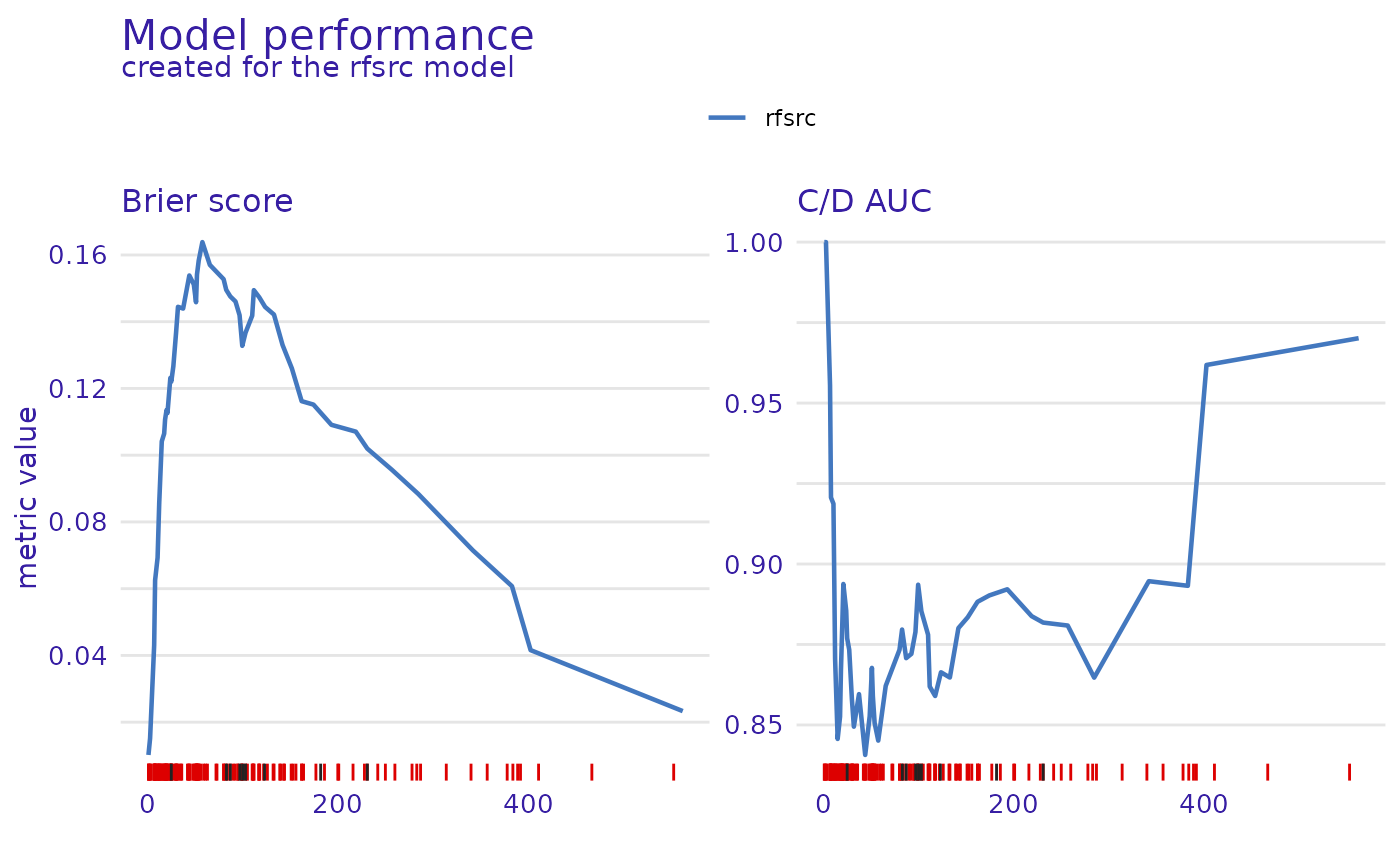 Model performance
created for the rfsrc model
rfsrc
Brier score
C/D AUC
metric value
0.16
0.12
0.08
0.04
0 200 400
1.00
0.95
0.90
0.85
0 200 400